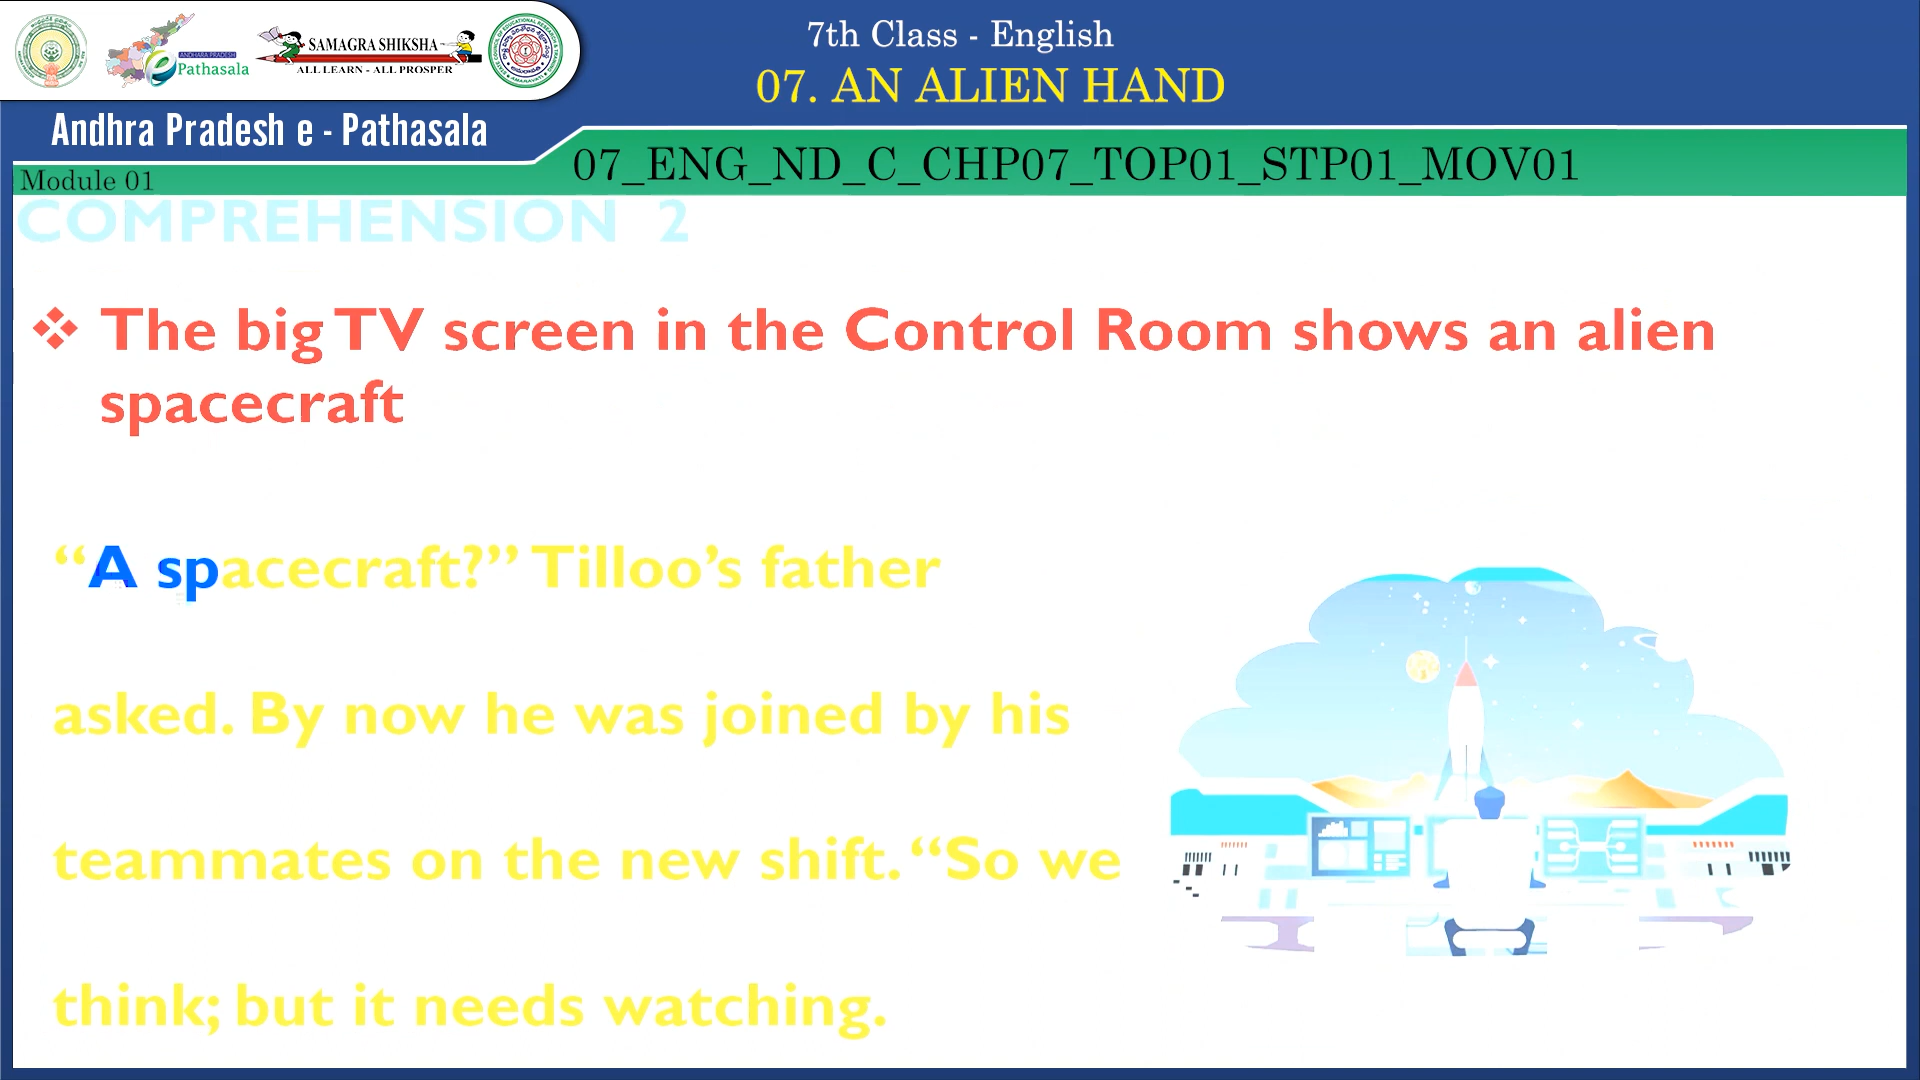 ANDHRA PRADESH
Pathasala
SAMAGRA SHIKSHA
ALL LEARN - ALL PROSPER
7th Class - English
07. AN ALIEN HAND
Andhra Pradesh e - Pathasala
07_ENG_ND_C_CHP07_TOP01_STP01_MOV01
Module 01
COMPREHENSION 2
❖ The big TV screen in the Control Room shows an alien
spacecraft
“A spacecraft?” Tilloo’s father
asked. By now he was joined by his
teammates on the new shift. “So we
think; but it needs watching.